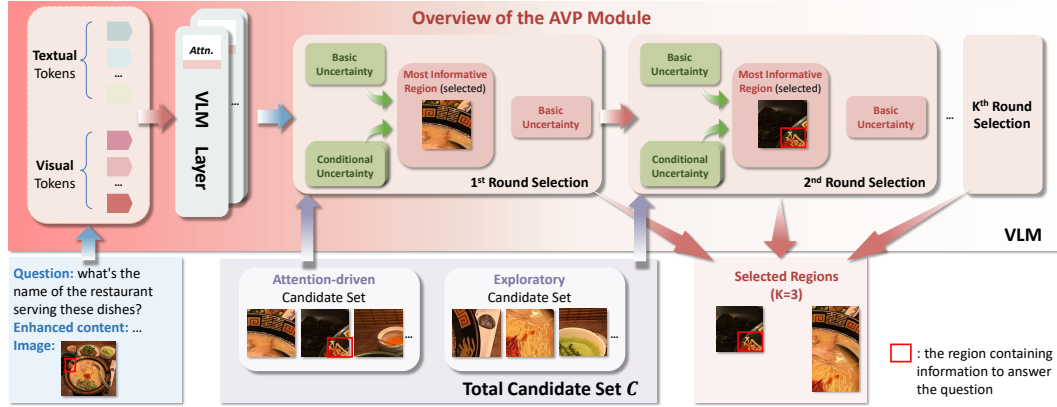 Overview of the AVP Module
Textual
Tokens
...
Visual
Tokens
...
Attn.
VLM Layer
...
Basic
Uncertainty
Conditional
Uncertainty
Most Informative
Region (selected)
Basic
Uncertainty
1st Round Selection
Basic
Uncertainty
Conditional
Uncertainty
Most Informative
Region (selected)
Basic
Uncertainty
2nd Round Selection
...
Kth Round
Selection
VLM
Question: what's the
name of the restaurant
serving these dishes?
Enhanced content: ...
Image:
Attention-driven
Candidate Set
...
Exploratory
Candidate Set
...
Total Candidate Set C
Selected Regions
(K=3)
: the region containing
information to answer
the question